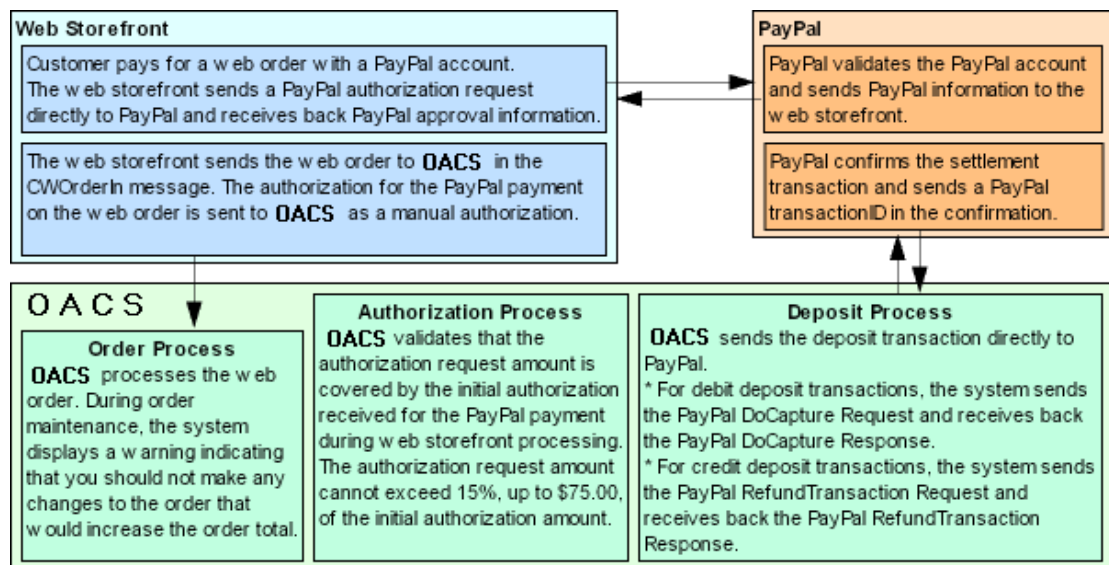 Web Storefront
Customer pays for a web order with a PayPal account.
The web storefront sends a PayPal authorization request
directly to PayPal and receives back PayPal approval information.
The web storefront sends the web order to OACS in the
CWOrderIn message. The authorization for the PayPal payment
on the web order is sent to OACS as a manual authorization.
PayPal
PayPal validates the PayPal account
and sends PayPal information to the
web storefront.
PayPal confirms the settlement
transaction and sends a PayPal
transactionID in the confirmation.
OACS
Order Process
OACS processes the web
order. During order
maintenance, the system
displays a warning indicating
that you should not make any
changes to the order that
would increase the order total.
Authorization Process
OACS validates that the
authorization request amount is
covered by the initial authorization
received for the PayPal payment
during web storefront processing.
The authorization request amount
cannot exceed 15%, up to $75.00,
of the initial authorization amount.
Deposit Process
OACS sends the deposit transaction directly to
PayPal.
* For debit deposit transactions, the system sends
the PayPal DoCapture Request and receives back
the PayPal DoCapture Response.
* For credit deposit transactions, the system sends
the PayPal RefundTransaction Request and
receives back the PayPal RefundTransaction
Response.